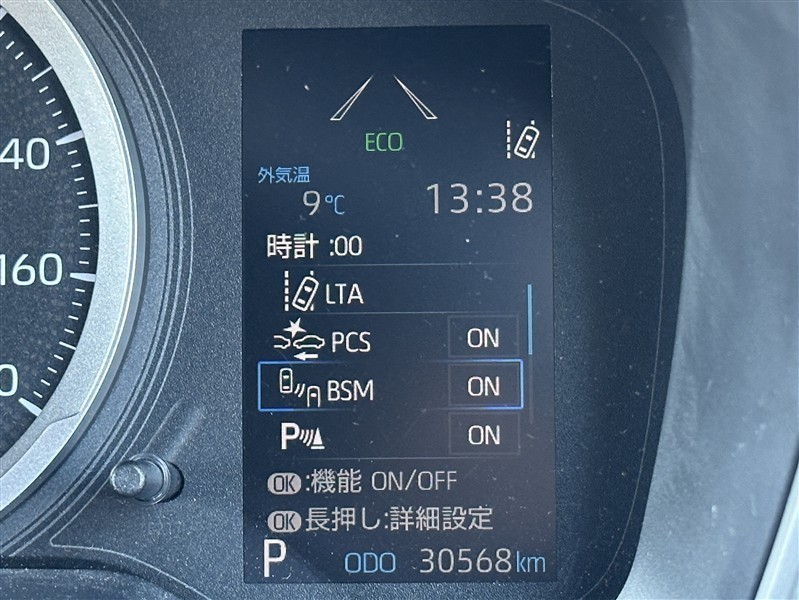 40
160
0
ECO
外気温
9℃ 13:38
時計 :00
LTA
PCS ON
BSM ON
P ON
OK:機能 ON/OFF
OK長押し:詳細設定
P ODO 30568km